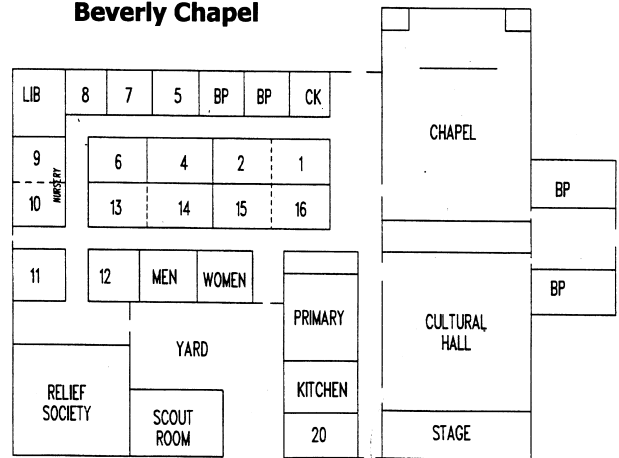 Beverly Chapel
LIB
8
7
5
BP
BP
CK
CHAPEL
9
NURSERY
6
4
2
1
BP
10
13
14
15
16
11
12
MEN
WOMEN
BP
PRIMARY
CULTURAL
HALL
YARD
RELIEF
SOCIETY
KITCHEN
SCOUT
ROOM
20
STAGE